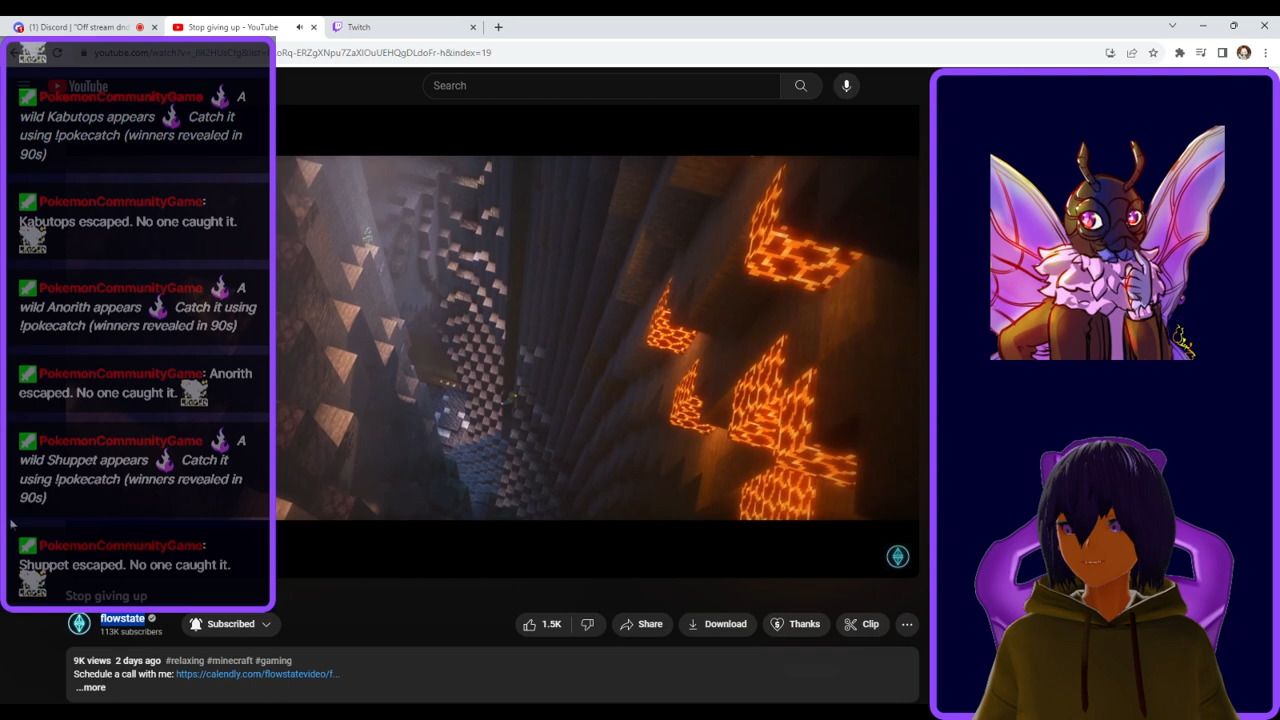 (1) Discord | "Off stream dnd
Stop giving up - YouTube
Twitch
oRq-ERZgXNpu7ZaXIOuUEHQgDLdoFr-h&index=19
YouTube
Search
PokemonCommunityGame A
wild Kabutops appears Catch it
using !pokecatch (winners revealed in
90s)
PokemonCommunityGame:
Kabutops escaped. No one caught it.
PokemonCommunityGame A
wild Anorith appears Catch it using
!pokecatch (winners revealed in 90s)
PokemonCommunityGame: Anorith
escaped. No one caught it.
PokemonCommunityGame A
wild Shuppet appears Catch it
using !pokecatch (winners revealed in
90s)
PokemonCommunityGame:
Shuppet escaped. No one caught it.
Stop giving up
flowstate
113K subscribers
Subscribed
1.5K
Share
Download
Thanks
Clip
9K views 2 days ago #relaxing #minecraft #gaming
Schedule a call with me: https://calendly.com/flowstatevideo/f...
...more